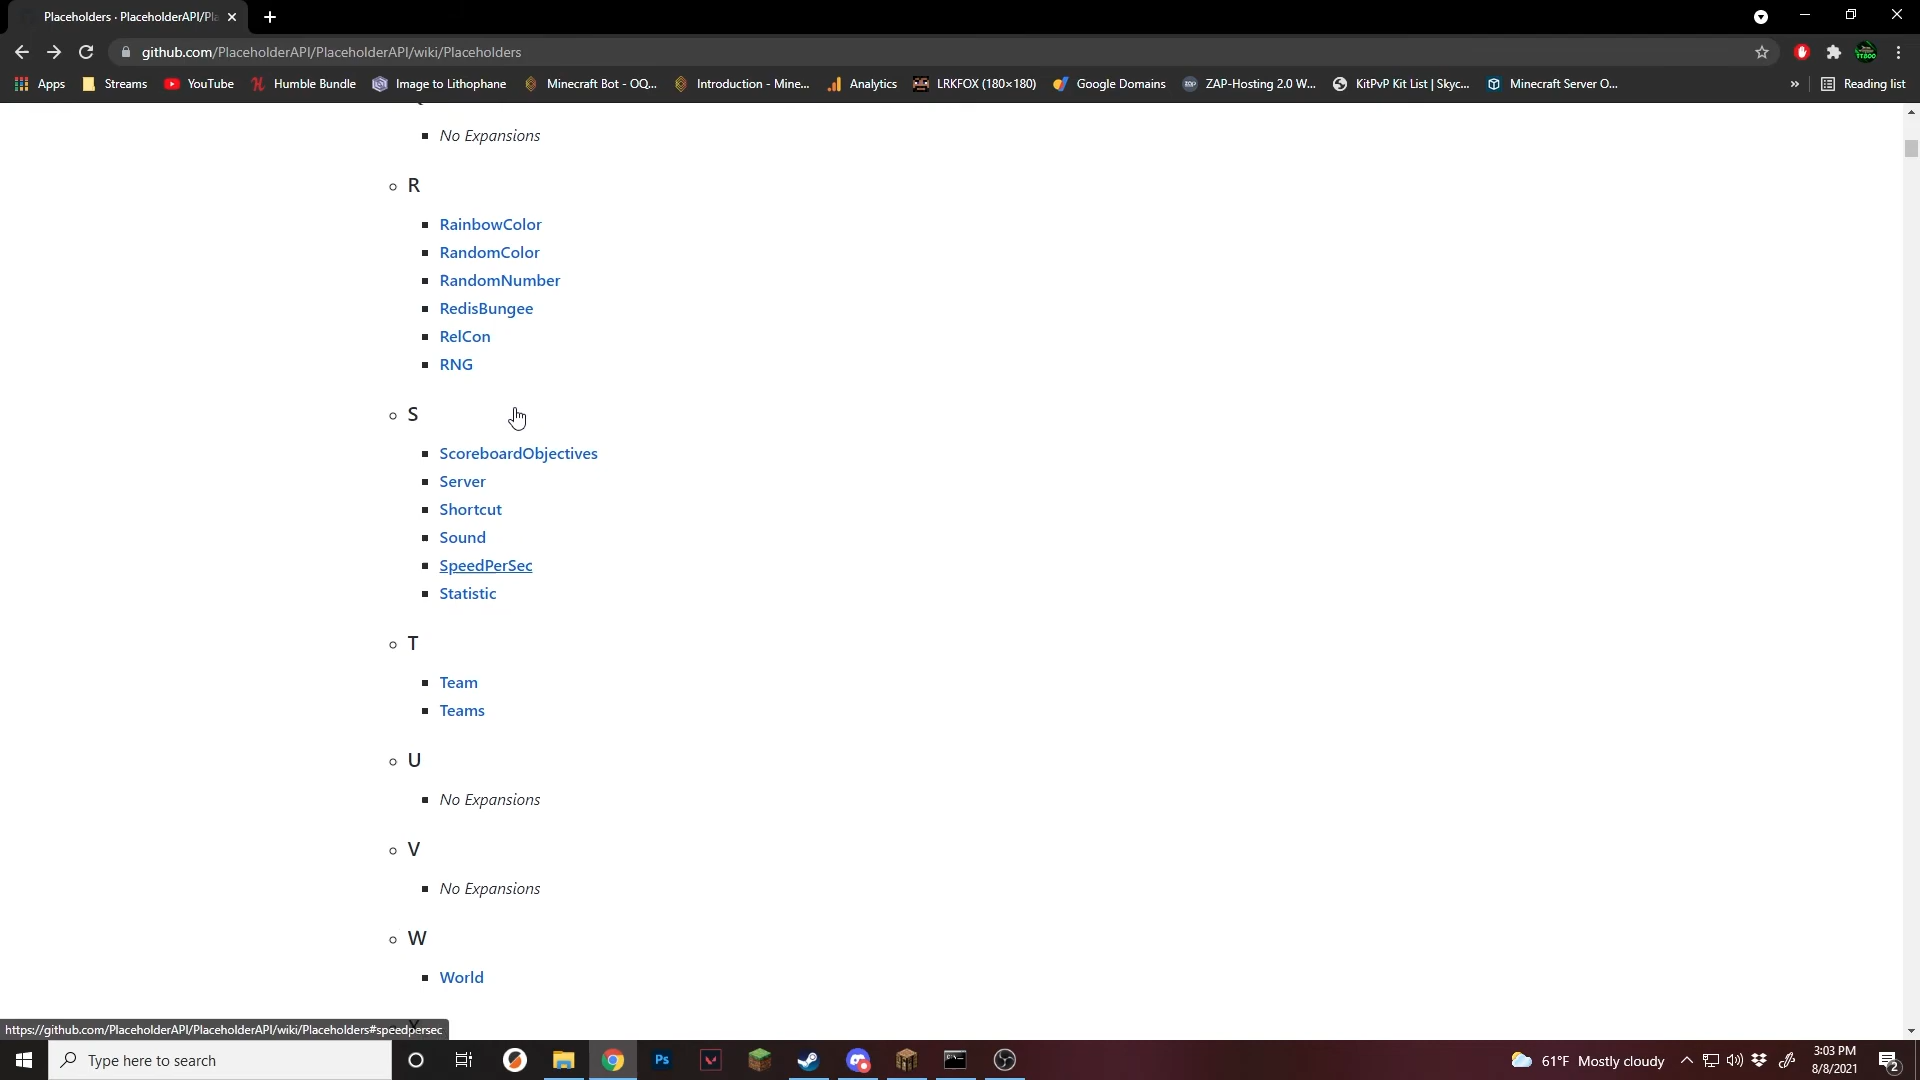 Placeholders · PlaceholderAPI/Pla
github.com/PlaceholderAPI/PlaceholderAPI/wiki/Placeholders
Apps Streams YouTube Humble Bundle Image to Lithophane Minecraft Bot - OQ... Introduction - Mine... Analytics LRKFOX (180×180) Google Domains ZAP-Hosting 2.0 W... KitPvP Kit List | Skyc... Minecraft Server O... » Reading list
No Expansions
R
RainbowColor
RandomColor
RandomNumber
RedisBungee
RelCon
RNG
S
ScoreboardObjectives
Server
Shortcut
Sound
SpeedPerSec
Statistic
T
Team
Teams
U
No Expansions
V
No Expansions
W
World
https://github.com/PlaceholderAPI/PlaceholderAPI/wiki/Placeholders#speedpersec
Type here to search
Ps
61°F Mostly cloudy
3:03 PM
8/8/2021
2